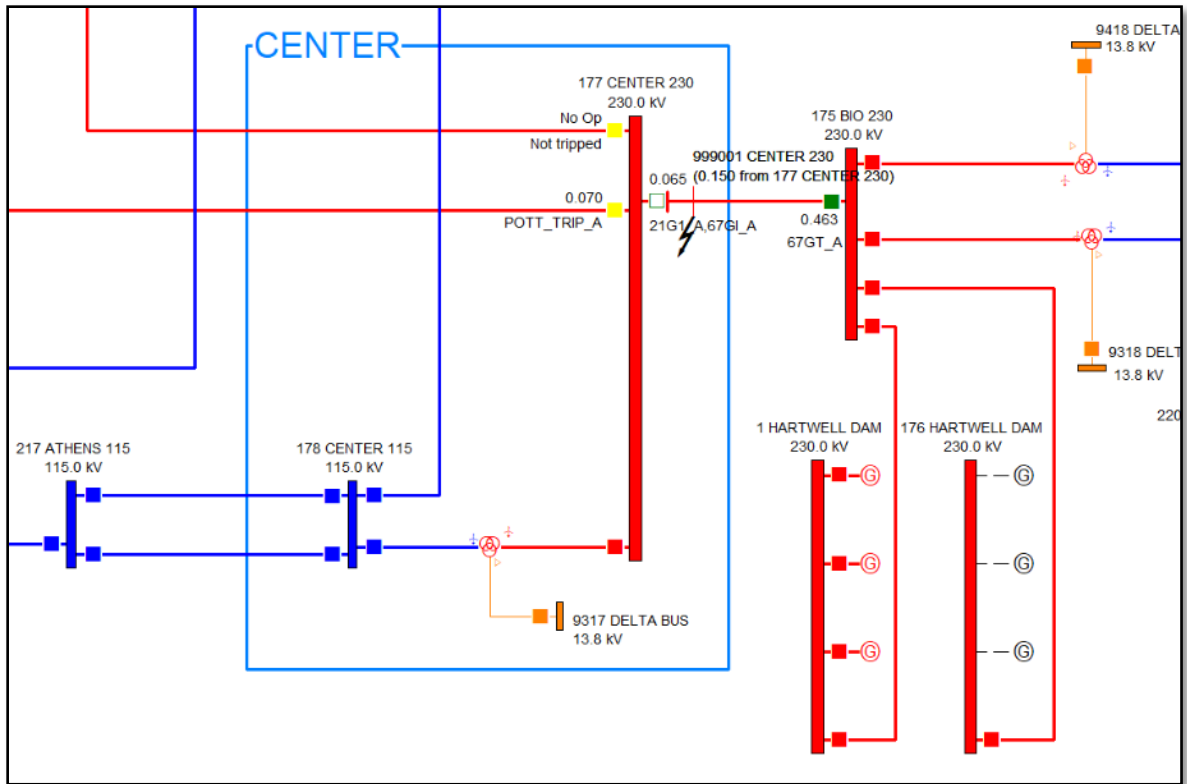 CENTER
9418 DELTA
13.8 kV
177 CENTER 230
230.0 kV
175 BIO 230
230.0 kV
No Op
Not tripped
999001 CENTER 230
(0.150 from 177 CENTER 230)
0.065
0.070
POTT_TRIP_A
21G1_A,67GI_A
0.463
67GT_A
9318 DELT
13.8 kV
220
217 ATHENS 115
115.0 kV
178 CENTER 115
115.0 kV
1 HARTWELL DAM
230.0 kV
176 HARTWELL DAM
230.0 kV
G
G
G
G
G
G
9317 DELTA BUS
13.8 kV